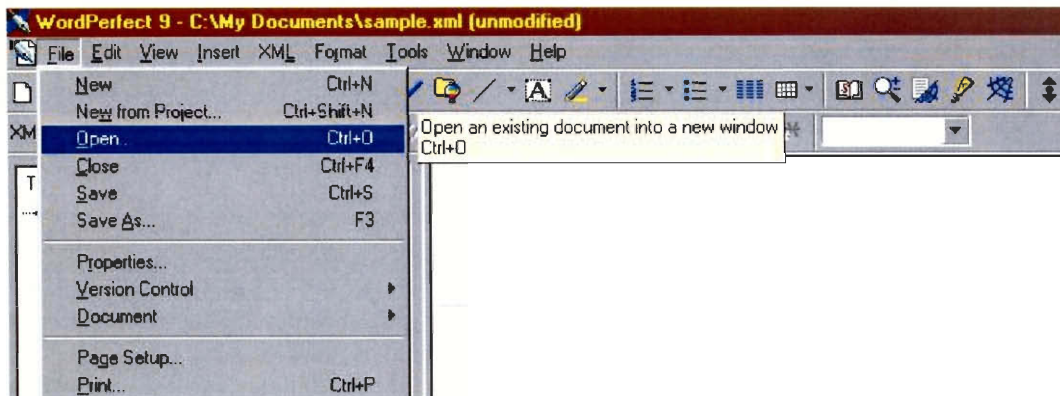 WordPerfect 9 - C:\My Documents\sample.xml (unmodified)
File Edit View Insert XML Format Tools Window Help
New Ctrl+N
New from Project... Ctrl+Shift+N
XM
Open.. Ctrl+O
Open an existing document into a new window
Ctrl+O
Close Ctrl+F4
T
Save Ctrl+S
Save As... F3
Properties...
Version Control
Document
Page Setup...
Print... Ctrl+P